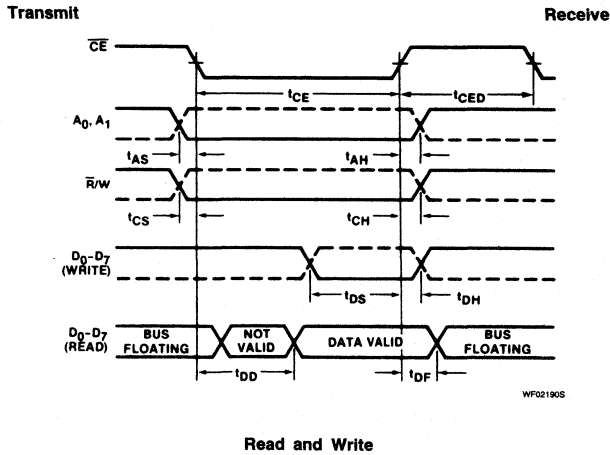 Transmit Receive
C̅E̅
tCE tCED
A0, A1
tAS tAH
R̅/W
tCS tCH
D0-D7
(WRITE)
tDS tDH
D0-D7
(READ)
BUS FLOATING NOT VALID DATA VALID BUS FLOATING
tDD tDF
WF02190S
Read and Write